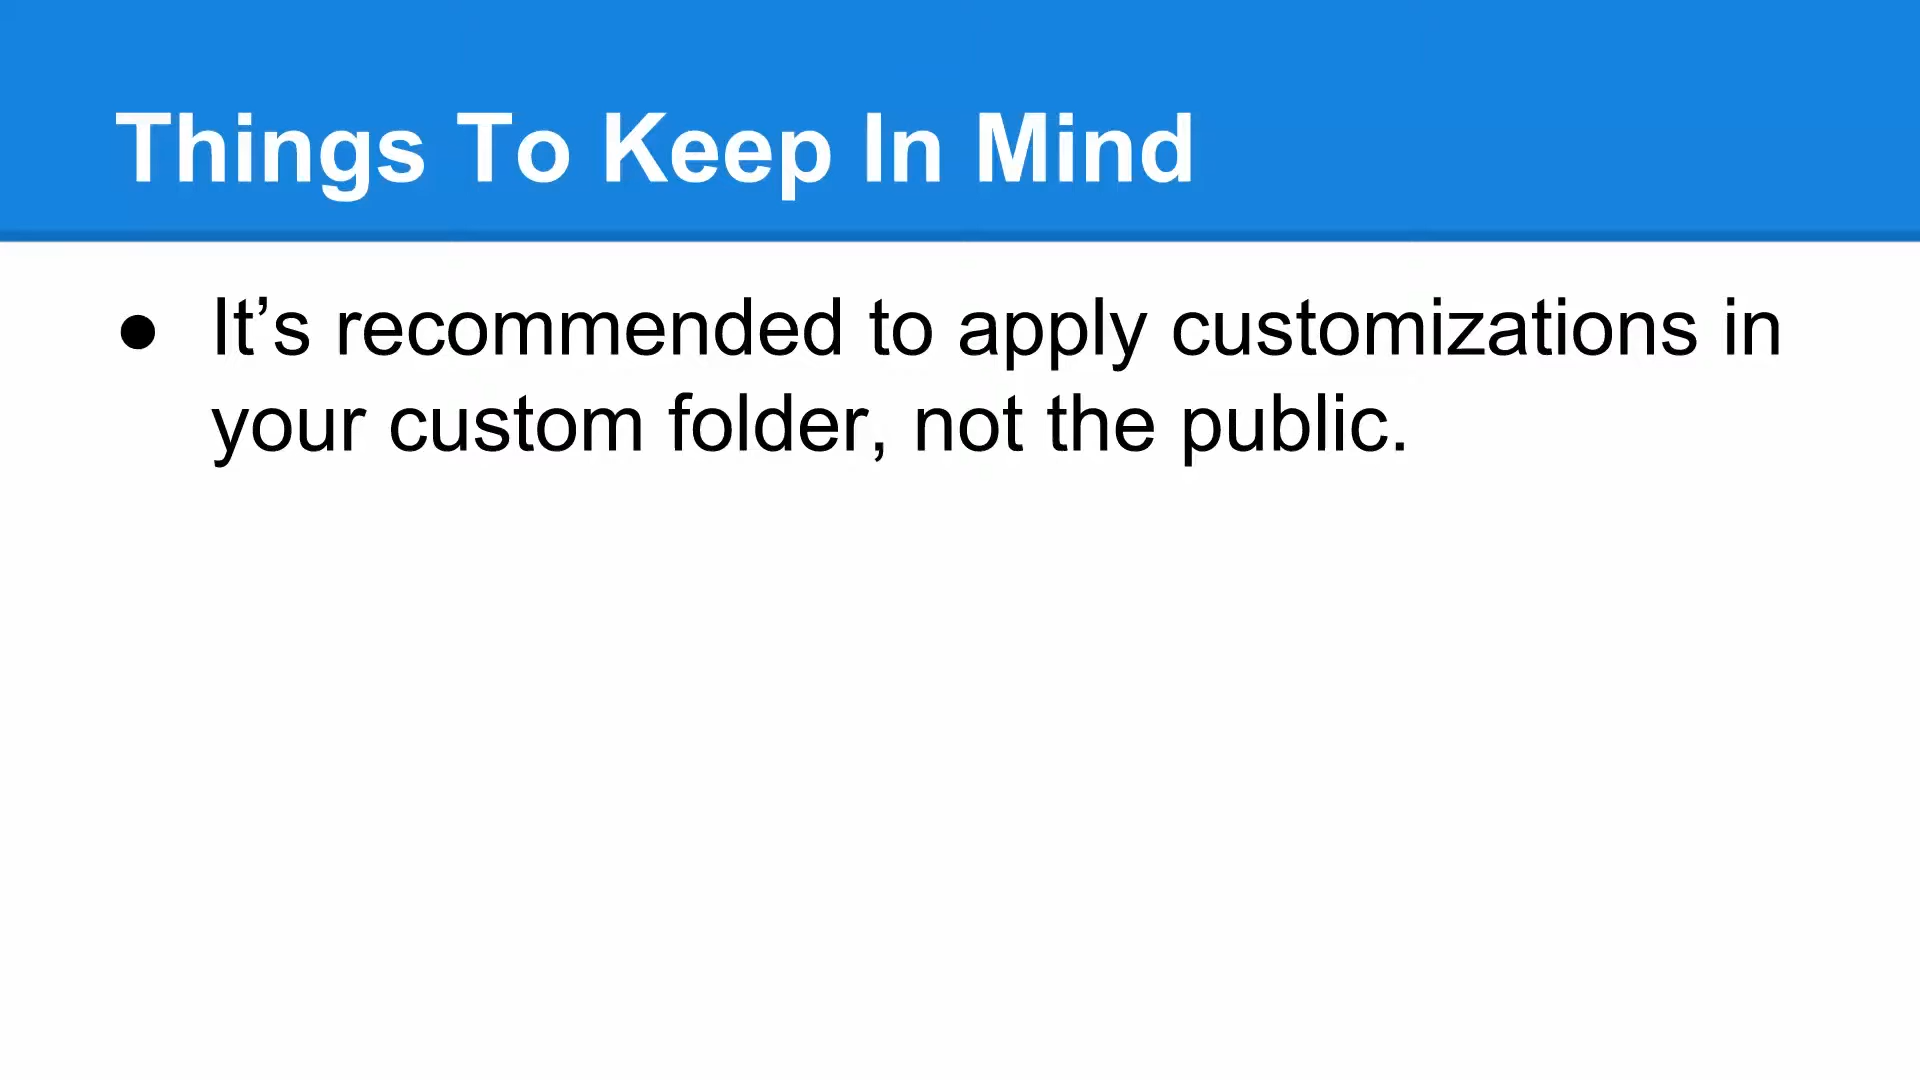 Things To Keep In Mind
● It’s recommended to apply customizations in
your custom folder, not the public.